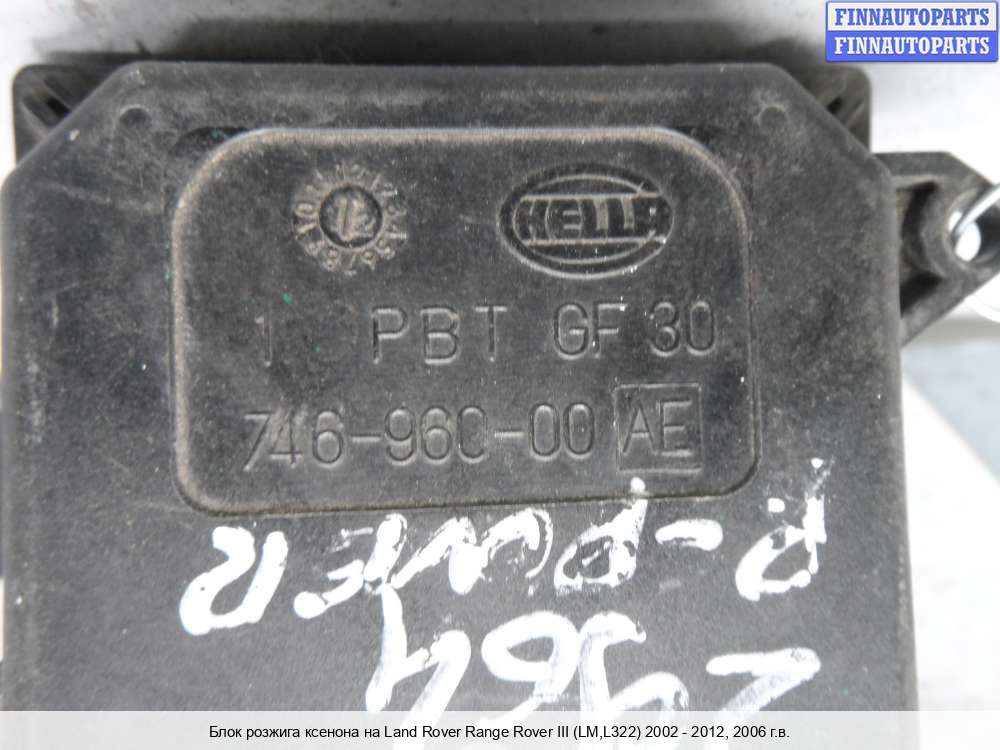 FINNAUTOPARTS
FINNAUTOPARTS
HELLA
1 PBT GF 30
746-960-00 AE
Блок розжига ксенона на Land Rover Range Rover III (LM,L322) 2002 - 2012, 2006 г.в.